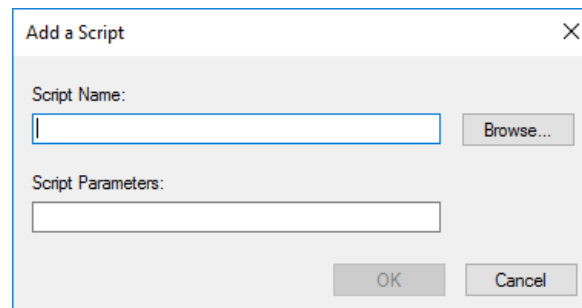 Add a Script
Script Name:
Browse...
Script Parameters:
OK
Cancel